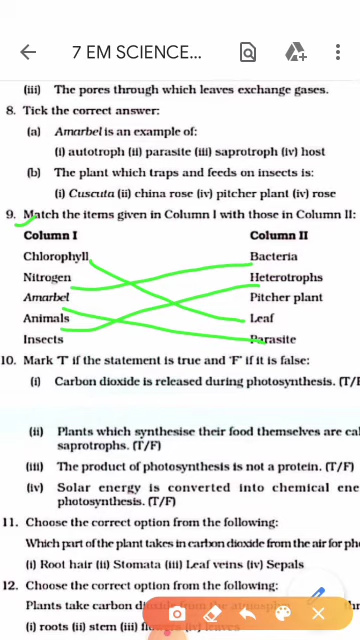 7 EM SCIENCE...
(iii) The pores through which leaves exchange gases.
8. Tick the correct answer:
(a) Amarbel is an example of:
(i) autotroph (ii) parasite (iii) saprotroph (iv) host
(b) The plant which traps and feeds on insects is:
(i) Cuscuta (ii) china rose (iv) pitcher plant (iv) rose
9. Match the items given in Column I with those in Column II:
Column I Column II
Chlorophyll Bacteria
Nitrogen Heterotrophs
Amarbel Pitcher plant
Animals Leaf
Insects Parasite
10. Mark 'T' if the statement is true and 'F' if it is false:
(i) Carbon dioxide is released during photosynthesis. (T/F
(ii) Plants which synthesise their food themselves are cal
saprotrophs. (T/F)
(iii) The product of photosynthesis is not a protein. (T/F)
(iv) Solar energy is converted into chemical ene
photosynthesis. (T/F)
11. Choose the correct option from the following:
Which part of the plant takes in carbon dioxide from the air for ph
(i) Root hair (ii) Stomata (iii) Leaf veins (iv) Sepals
12. Choose the correct option from the following:
Plants take carbon
(i) roots (ii) stem (iii) flowers (iv) leaves